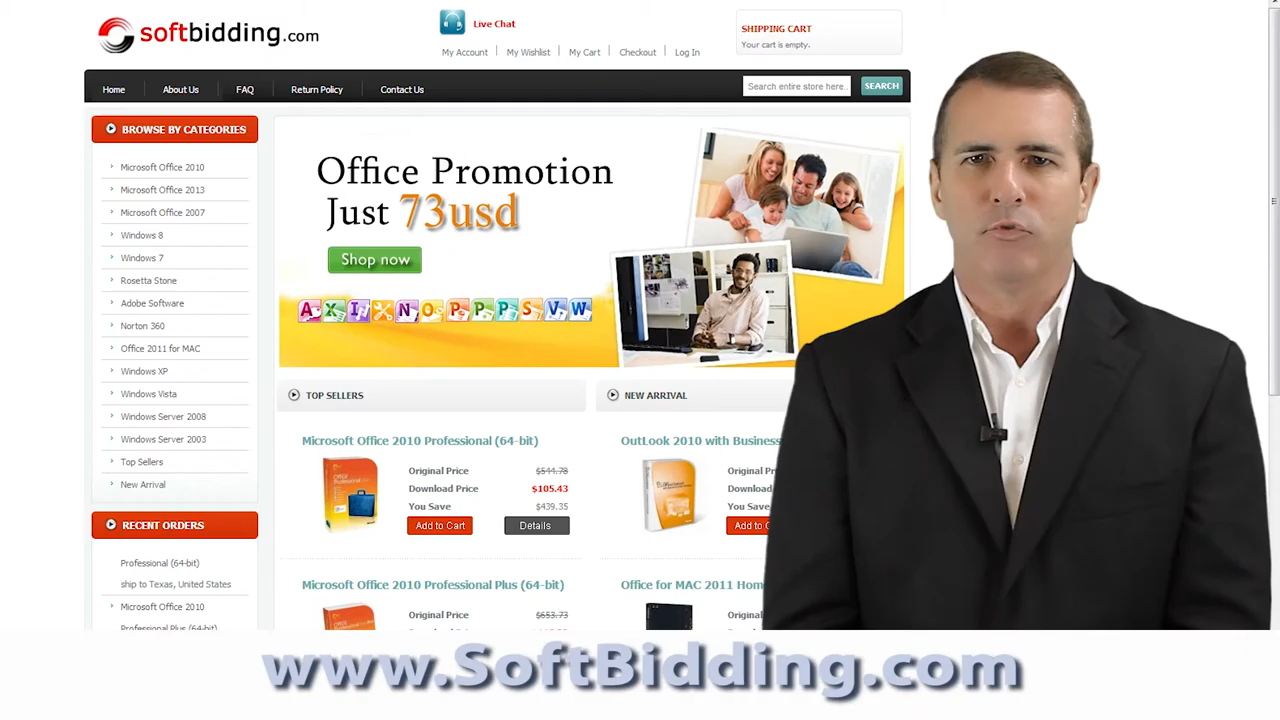 softbidding.com
Live Chat
My Account
My Wishlist
My Cart
Checkout
Log In
SHIPPING CART
Your cart is empty.
Home
About Us
FAQ
Return Policy
Contact Us
Search entire store here..
SEARCH
BROWSE BY CATEGORIES
Microsoft Office 2010
Microsoft Office 2013
Microsoft Office 2007
Windows 8
Windows 7
Rosetta Stone
Adobe Software
Norton 360
Office 2011 for MAC
Windows XP
Windows Vista
Windows Server 2008
Windows Server 2003
Top Sellers
New Arrival
RECENT ORDERS
Professional (64-bit)
ship to Texas, United States
Microsoft Office 2010
Professional Plus (64-bit)
Office Promotion
Just 73usd
Shop now
A X I N O P P P S V W
TOP SELLERS
Microsoft Office 2010 Professional (64-bit)
Original Price $544.78
Download Price $105.43
You Save $439.35
Add to Cart
Details
Microsoft Office 2010 Professional Plus (64-bit)
Original Price $653.73
NEW ARRIVAL
OutLook 2010 with Business
Original Pri
Download
You Save
Add to C
Office for MAC 2011 Hom
Original
www.SoftBidding.com